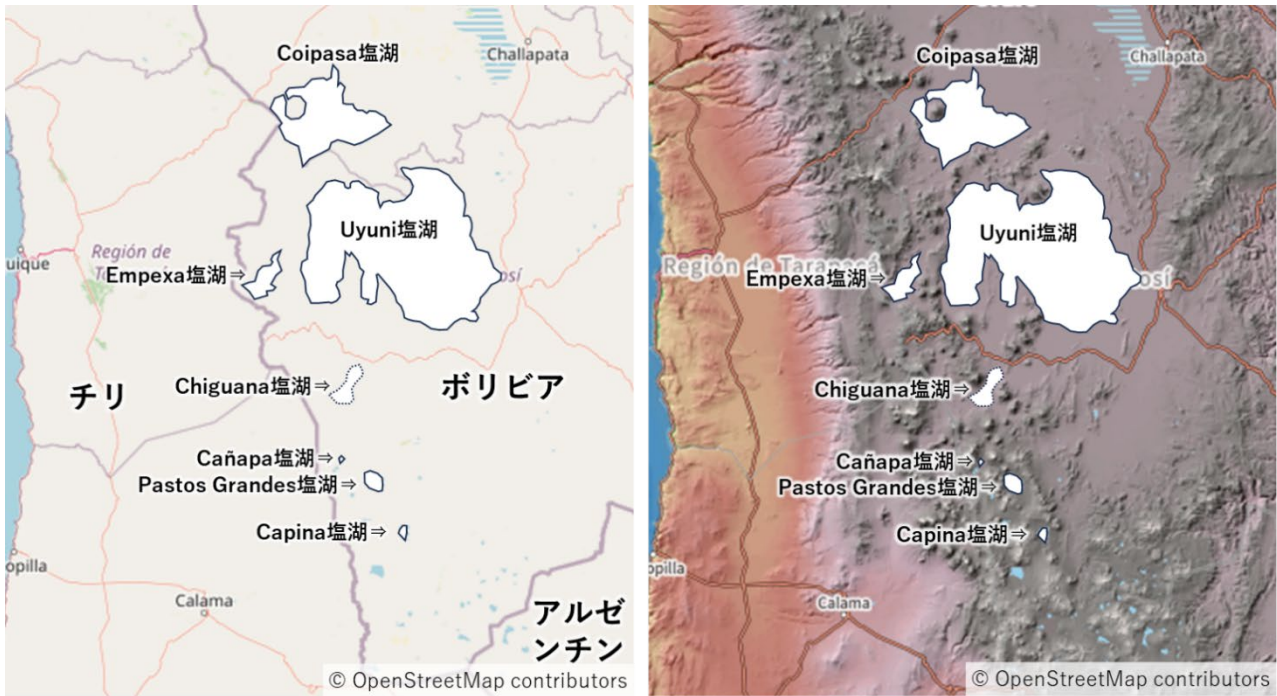 Coipasa塩湖
Challapata
Uyuni塩湖
Región de
uique
Empexa塩湖⇒
osí
Chiguana塩湖⇒
チリ
ボリビア
Cañapa塩湖⇒
Pastos Grandes塩湖⇒
Capina塩湖⇒
opilla
Calama
アルゼ
ンチン
© OpenStreetMap contributors
Coipasa塩湖
Challapata
Uyuni塩湖
Región de Tarapacá
Empexa塩湖⇒
osí
Chiguana塩湖⇒
Cañapa塩湖⇒
Pastos Grandes塩湖⇒
Capina塩湖⇒
opilla
Calama
© OpenStreetMap contributors